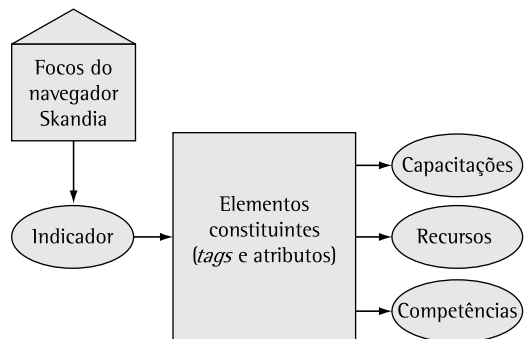 Focos do
navegador
Skandia
Indicador
Elementos
constituintes
(tags e atributos)
Capacitações
Recursos
Competências